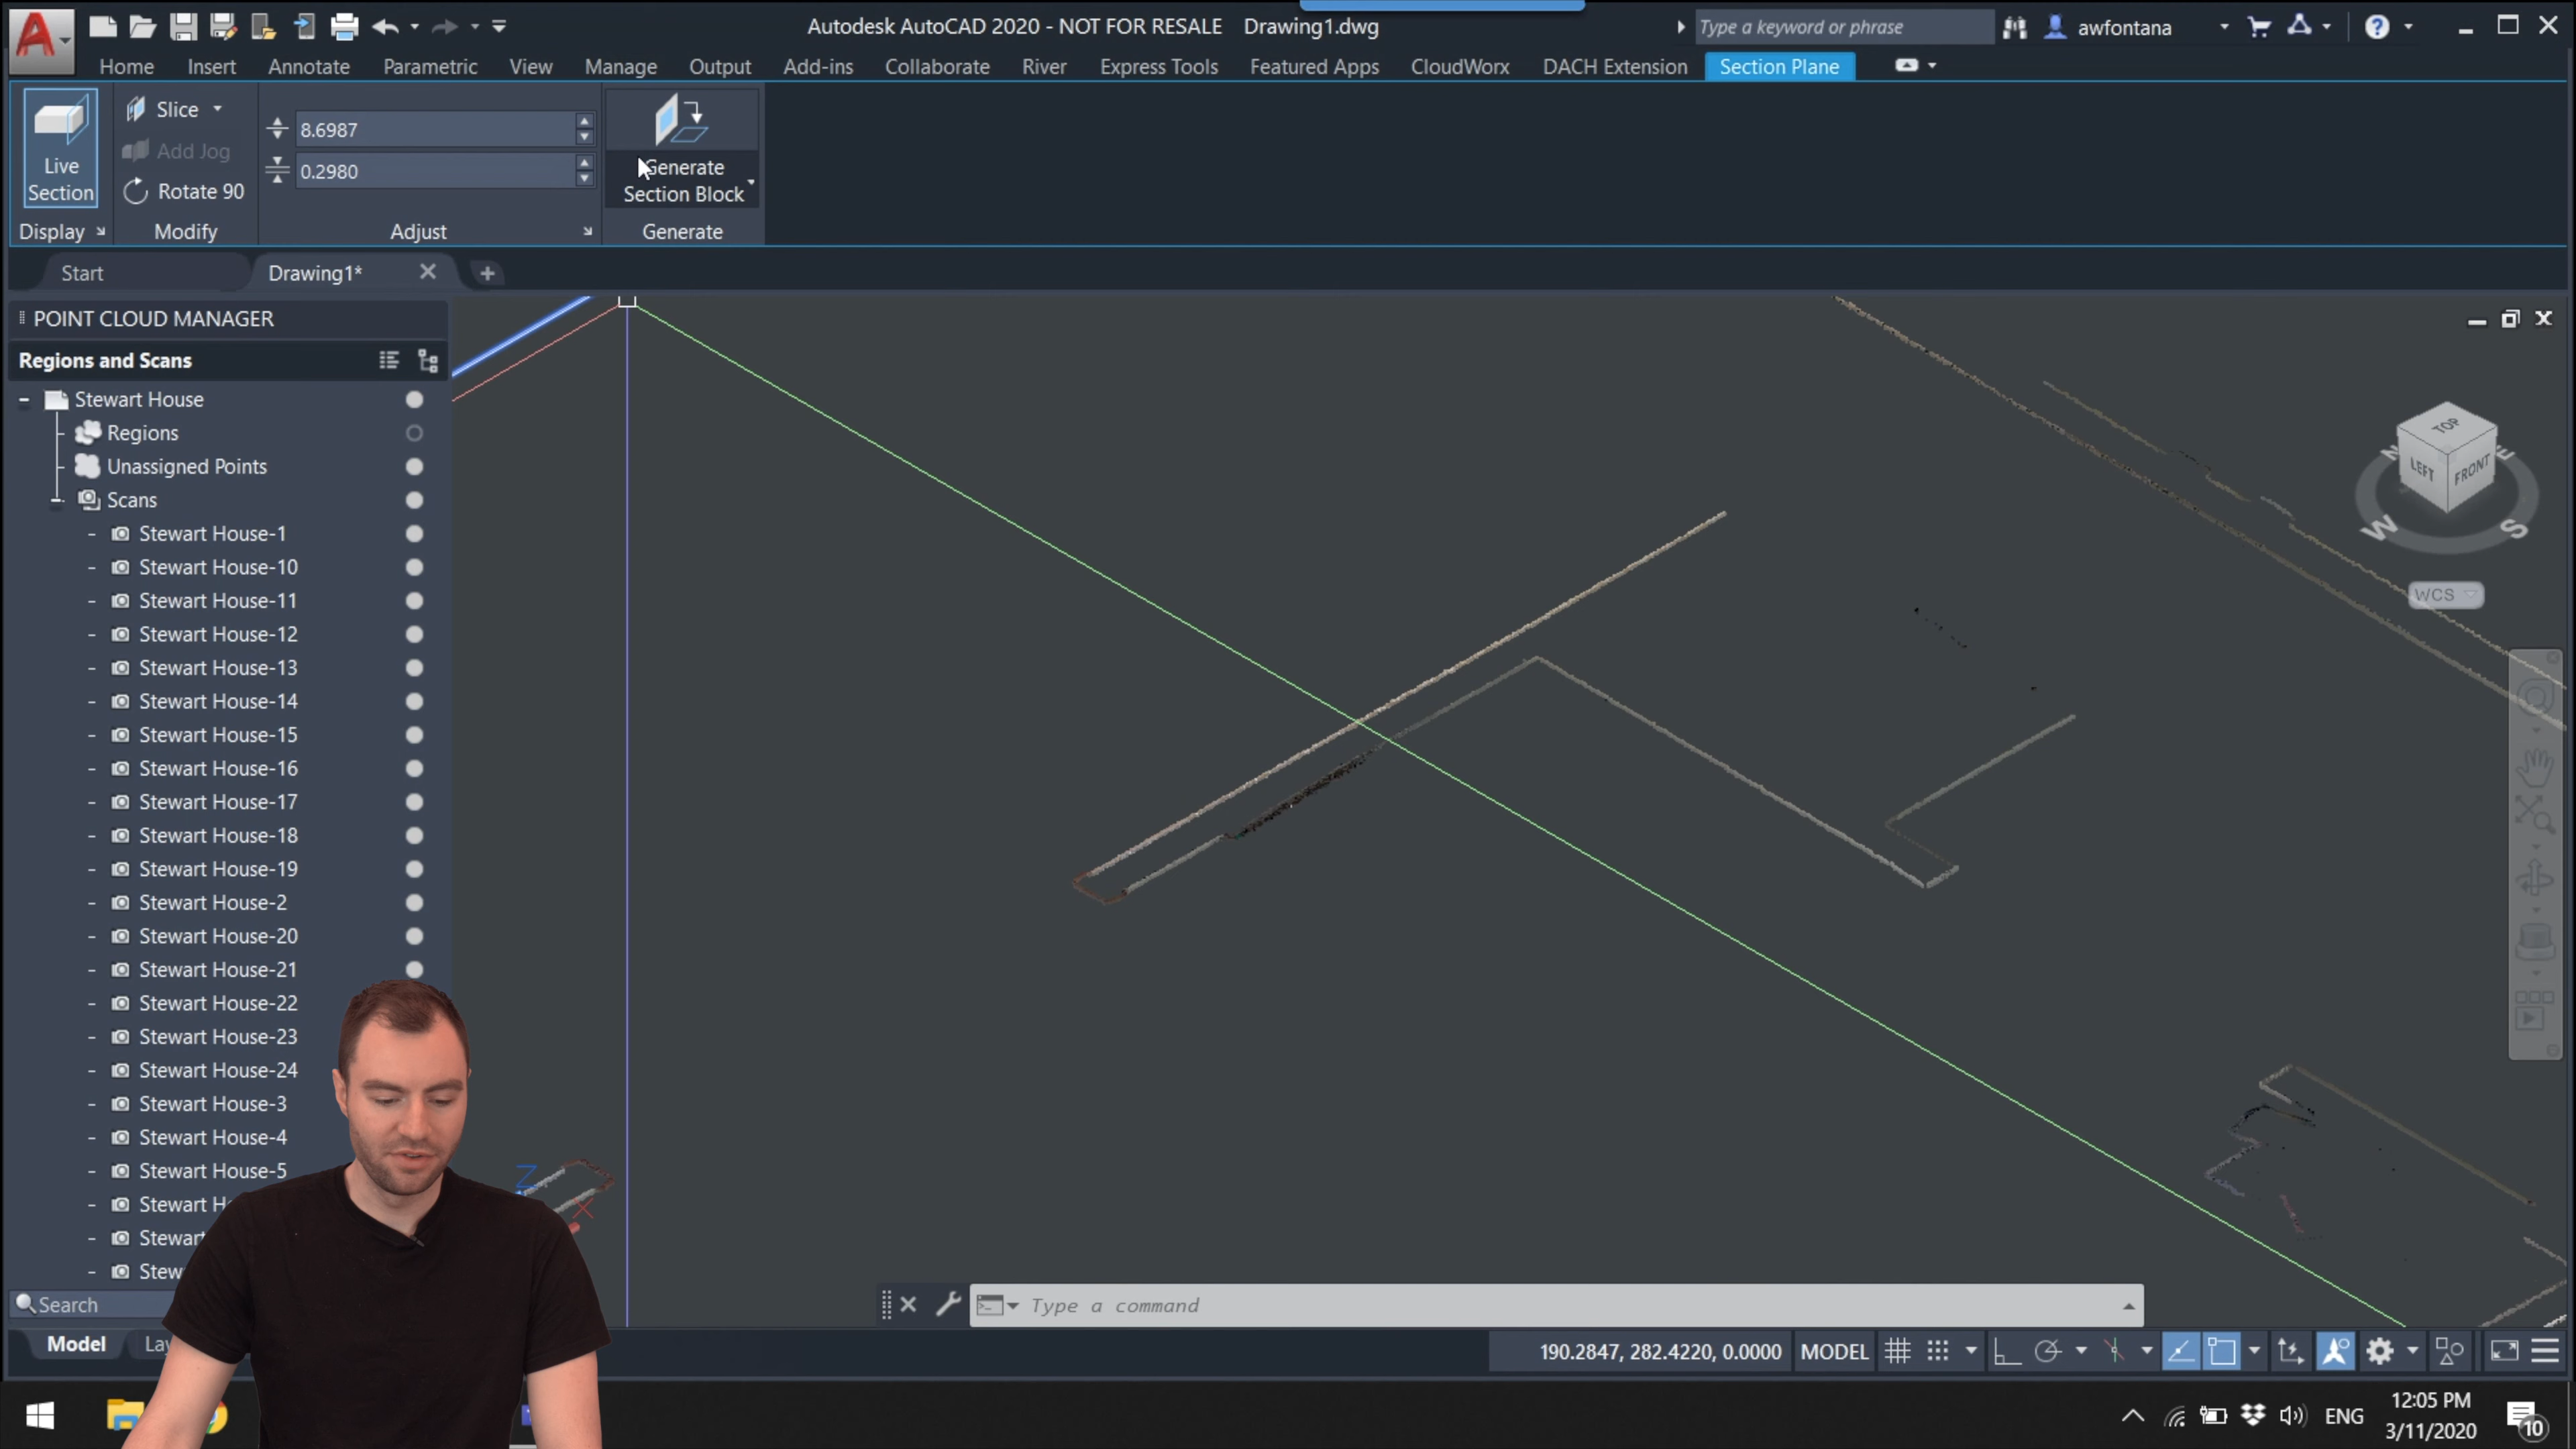 Autodesk AutoCAD 2020 - NOT FOR RESALE Drawing1.dwg
Type a keyword or phrase
awfontana
Home Insert Annotate Parametric View Manage Output Add-ins Collaborate River Express Tools Featured Apps CloudWorx DACH Extension Section Plane
Live Section
Slice
Add Jog
Rotate 90
8.6987
0.2980
Generate
Section Block
Display Modify Adjust Generate
Start Drawing1*
POINT CLOUD MANAGER
Regions and Scans
Stewart House
Regions
Unassigned Points
Scans
Stewart House-1
Stewart House-10
Stewart House-11
Stewart House-12
Stewart House-13
Stewart House-14
Stewart House-15
Stewart House-16
Stewart House-17
Stewart House-18
Stewart House-19
Stewart House-2
Stewart House-20
Stewart House-21
Stewart House-22
Stewart House-23
Stewart House-24
Stewart House-3
Stewart House-4
Stewart House-5
Search
TOP
LEFT FRONT
W S
WCS
Z
X
Type a command
Model
190.2847, 282.4220, 0.0000 MODEL
ENG
12:05 PM
3/11/2020
10